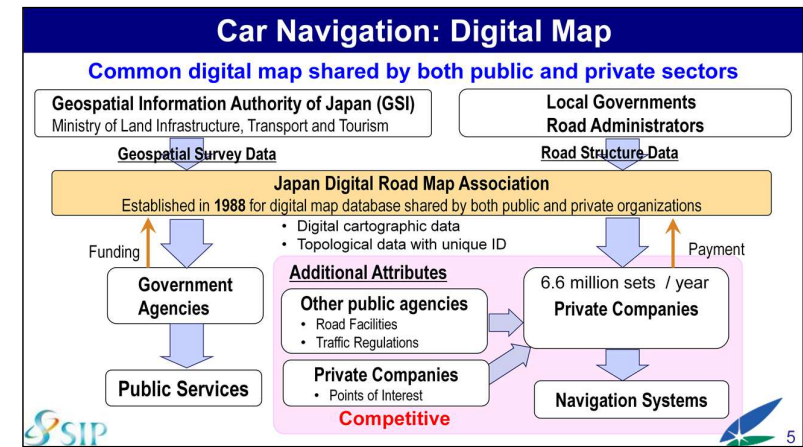 Car Navigation: Digital Map
Common digital map shared by both public and private sectors
Geospatial Information Authority of Japan (GSI)
Ministry of Land Infrastructure, Transport and Tourism
Local Governments
Road Administrators
Geospatial Survey Data
Road Structure Data
Japan Digital Road Map Association
Established in 1988 for digital map database shared by both public and private organizations
• Digital cartographic data
• Topological data with unique ID
Funding
Payment
Government
Agencies
Additional Attributes
Other public agencies
• Road Facilities
• Traffic Regulations
6.6 million sets / year
Private Companies
Private Companies
• Points of Interest
Public Services
Competitive
Navigation Systems
SIP
5